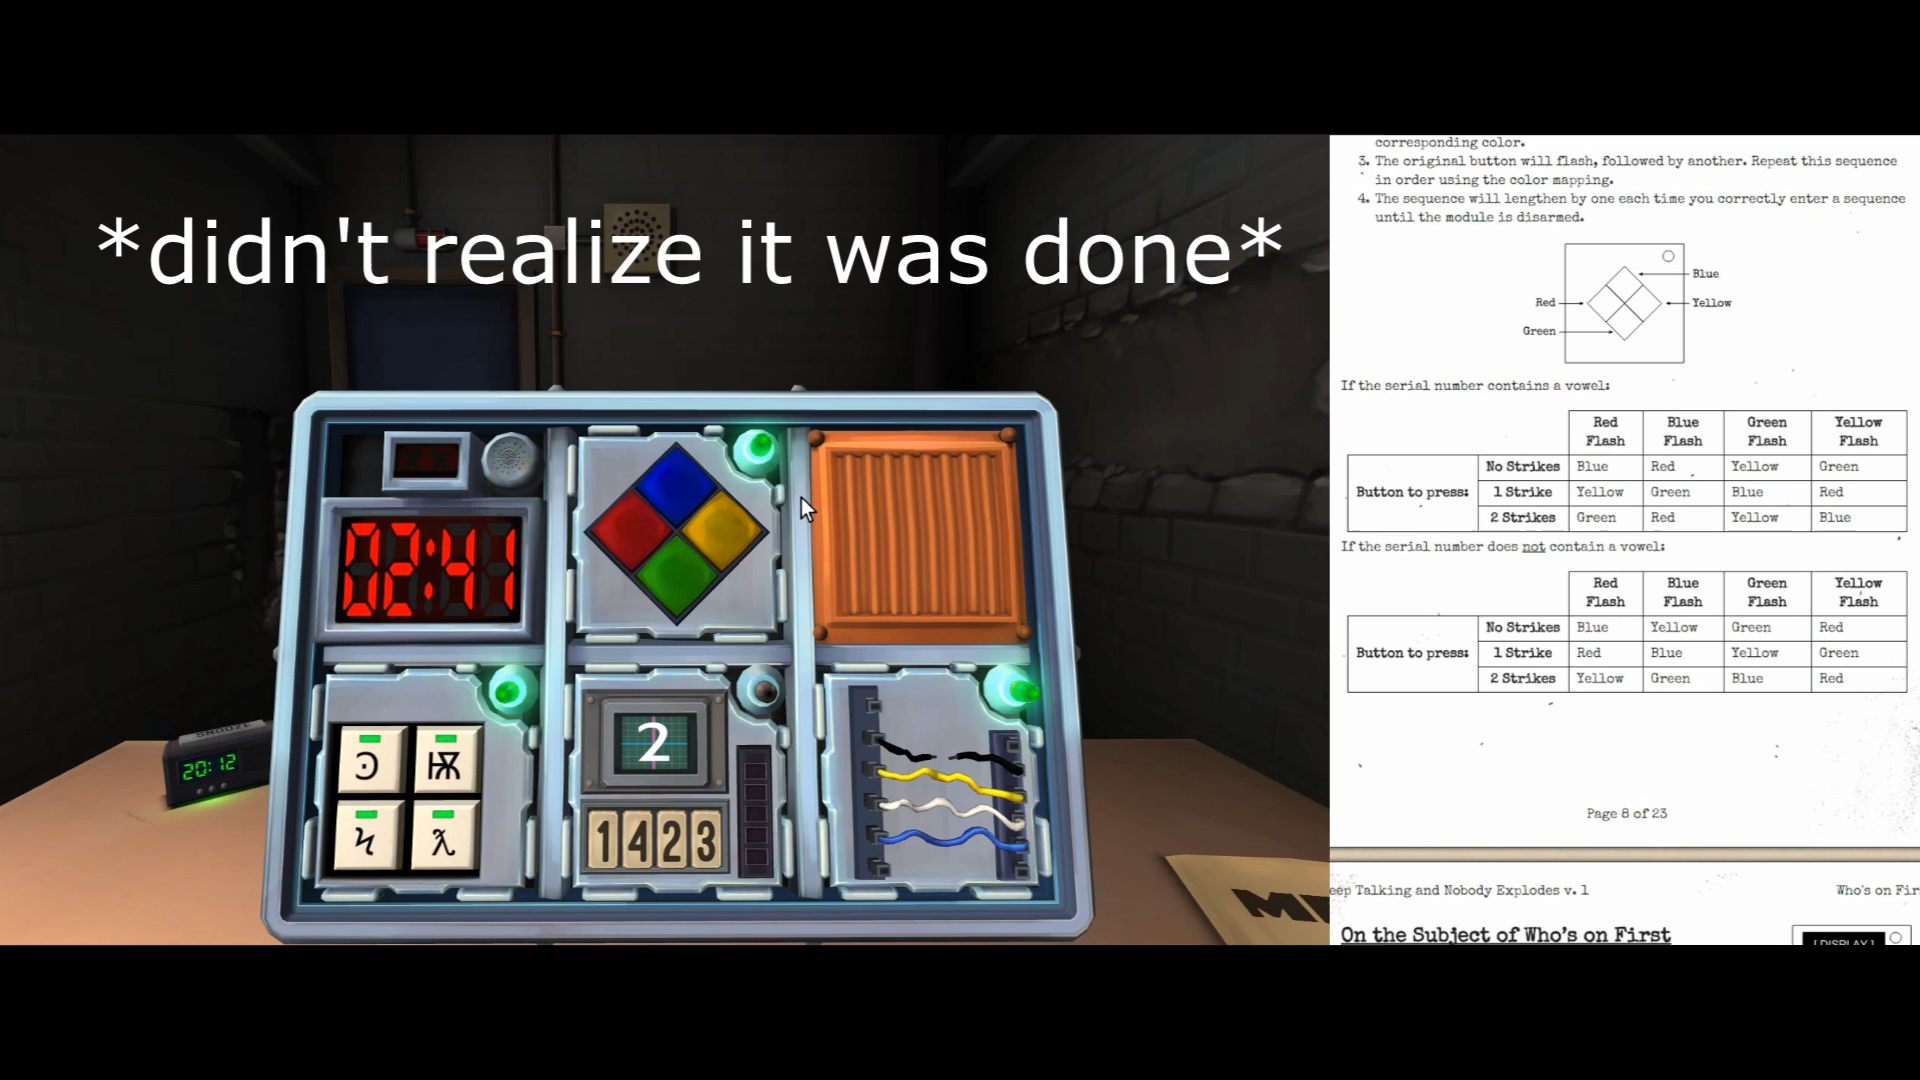 *didn't realize it was done*
02:41
20:12
SNOOZE
Ͻ Ѭ
Ϟ ƛ
2
1 4 2 3
corresponding color.
3. The original button will flash, followed by another. Repeat this sequence
in order using the color mapping.
4. The sequence will lengthen by one each time you correctly enter a sequence
until the module is disarmed.
Blue
Red
Yellow
Green
If the serial number contains a vowel:
Red Flash Blue Flash Green Flash Yellow Flash
Button to press:
No Strikes Blue Red Yellow Green
1 Strike Yellow Green Blue Red
2 Strikes Green Red Yellow Blue
If the serial number does not contain a vowel:
Red Flash Blue Flash Green Flash Yellow Flash
Button to press:
No Strikes Blue Yellow Green Red
1 Strike Red Blue Yellow Green
2 Strikes Yellow Green Blue Red
Page 8 of 23
eep Talking and Nobody Explodes v. 1
Who's on Fir
On the Subject of Who's on First
[DISPLAY]